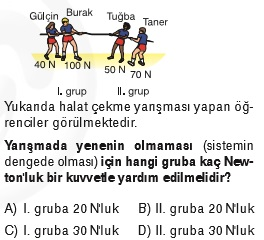 Gülçin Burak Tuğba Taner
40 N 100 N 50 N 70 N
I. grup II. grup
Yukarıda halat çekme yarışması yapan öğ-
renciler görülmektedir.
Yarışmada yenenin olmaması (sistemin
dengede olması) için hangi gruba kaç New-
ton'luk bir kuvvetle yardım edilmelidir?
A) I. gruba 20 N'luk B) II. gruba 20 N'luk
C) I. gruba 30 N'luk D) II. gruba 30 N'luk